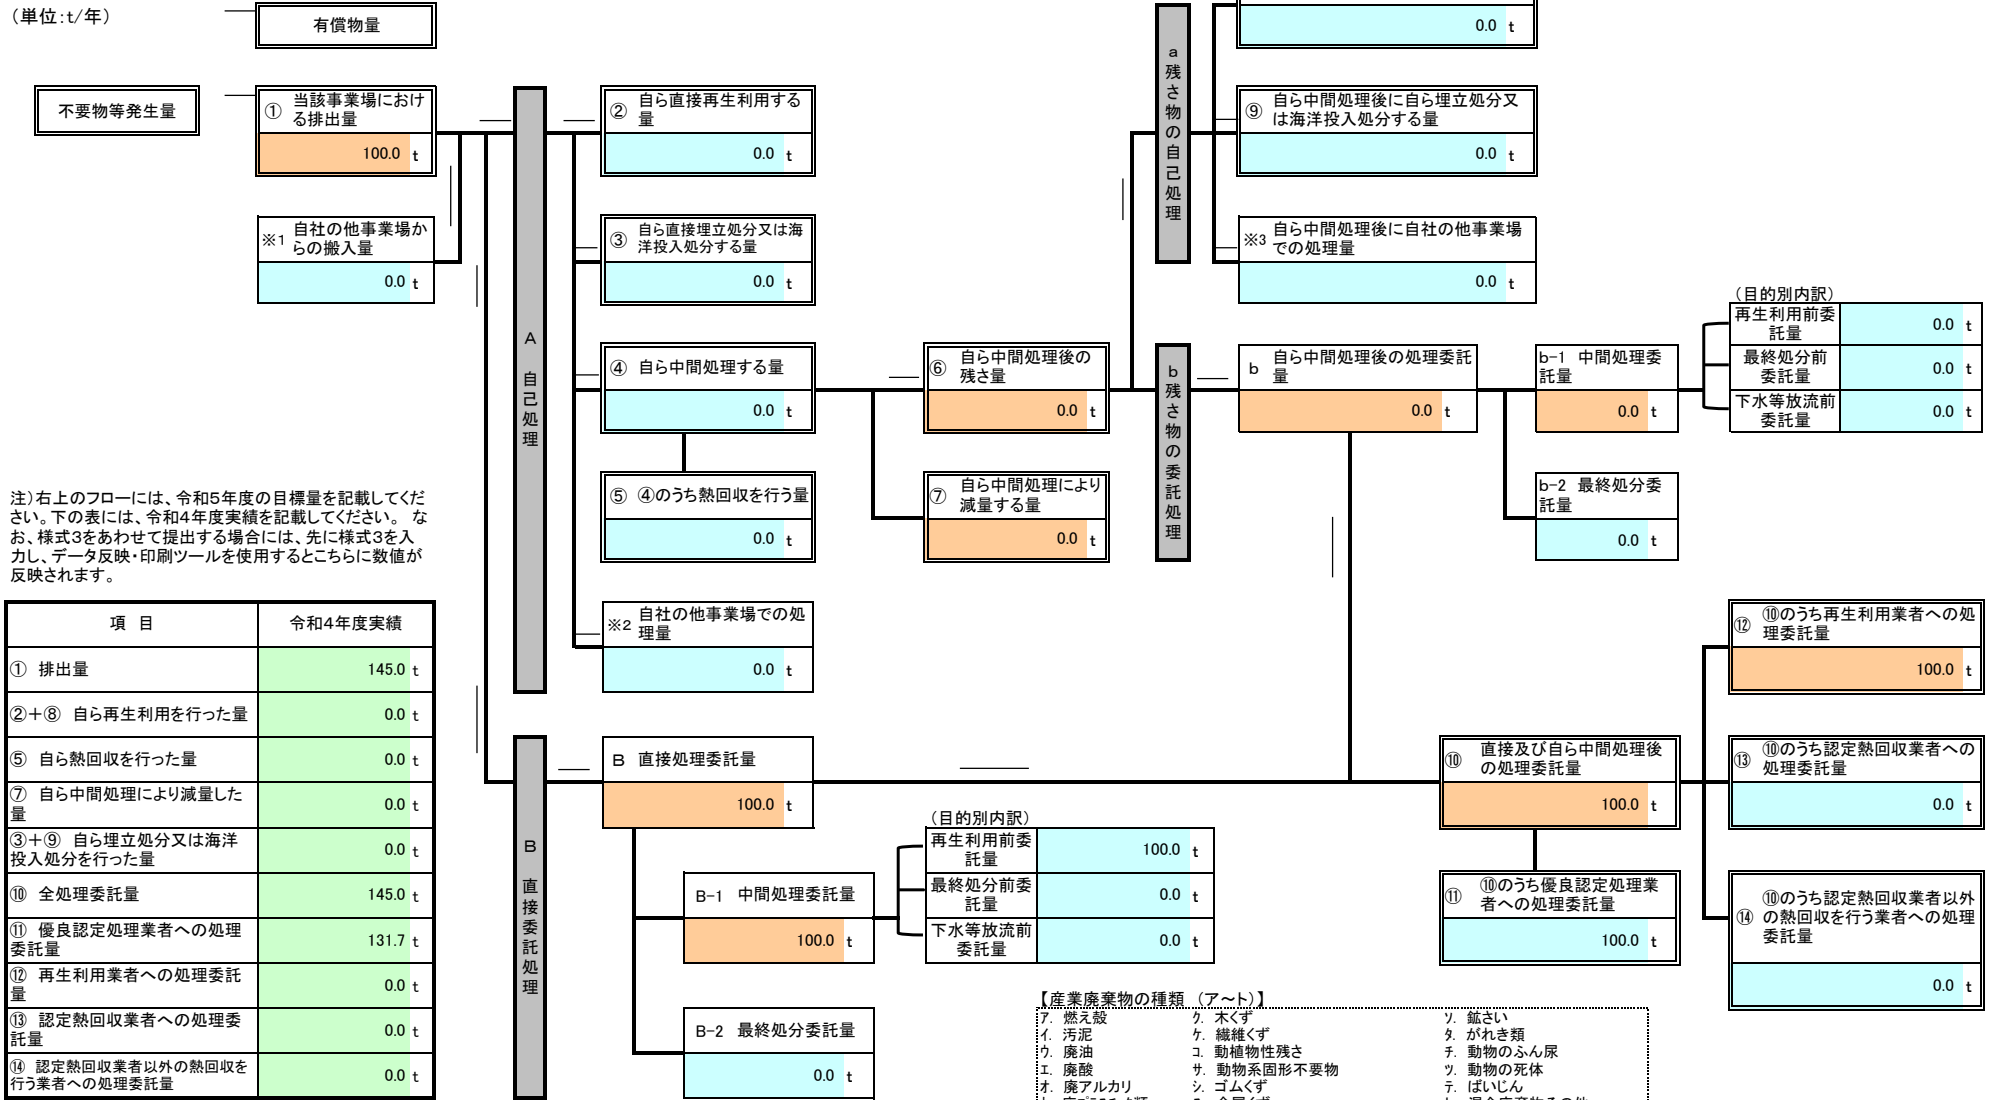 （単位:t/年）
有償物量
0.0 t
不要物等発生量
① 当該事業場におけ
る排出量
100.0 t
※1 自社の他事業場か
らの搬入量
0.0 t
A 自己処理
② 自ら直接再生利用する
量
0.0 t
③ 自ら直接埋立処分又は海
洋投入処分する量
0.0 t
④ 自ら中間処理する量
0.0 t
⑤ ④のうち熱回収を行う量
0.0 t
※2 自社の他事業場での処
理量
0.0 t
⑥ 自ら中間処理後の
残さ量
0.0 t
⑦ 自ら中間処理により
減量する量
0.0 t
a 残さ物の自己処理
⑨ 自ら中間処理後に自ら埋立処分又
は海洋投入処分する量
0.0 t
※3 自ら中間処理後に自社の他事業場
での処理量
0.0 t
b 残さ物の委託処理
b 自ら中間処理後の処理委託
量
0.0 t
b-1 中間処理委
託量
0.0 t
b-2 最終処分委
託量
0.0 t
（目的別内訳）
再生利用前委
託量
0.0 t
最終処分前
委託量
0.0 t
下水等放流前
委託量
0.0 t
注）右上のフローには、令和５年度の目標量を記載してくだ
さい。下の表には、令和４年度実績を記載してください。 な
お、様式３をあわせて提出する場合には、先に様式３を入
力し、データ反映・印刷ツールを使用するとこちらに数値が
反映されます。
項 目 令和４年度実績
① 排出量 145.0 t
②＋⑧ 自ら再生利用を行った量 0.0 t
⑤ 自ら熱回収を行った量 0.0 t
⑦ 自ら中間処理により減量した
量 0.0 t
③＋⑨ 自ら埋立処分又は海洋
投入処分を行った量 0.0 t
⑩ 全処理委託量 145.0 t
⑪ 優良認定処理業者への処理
委託量 131.7 t
⑫ 再生利用業者への処理委託
量 0.0 t
⑬ 認定熱回収業者への処理委
託量 0.0 t
⑭ 認定熱回収業者以外の熱回収を
行う業者への処理委託量 0.0 t
B 直接委託処理
B 直接処理委託量
100.0 t
B-1 中間処理委託量
100.0 t
B-2 最終処分委託量
0.0 t
（目的別内訳）
再生利用前委
託量
100.0 t
最終処分前委
託量
0.0 t
下水等放流前
委託量
0.0 t
⑩ 直接及び自ら中間処理後
の処理委託量
100.0 t
⑪ ⑩のうち優良認定処理業
者への処理委託量
100.0 t
⑫ ⑩のうち再生利用業者への処
理委託量
100.0 t
⑬ ⑩のうち認定熱回収業者への
処理委託量
0.0 t
⑭ ⑩のうち認定熱回収業者以外
の熱回収を行う業者への処理
委託量
0.0 t
【産業廃棄物の種類 （ア～ト）】
ア. 燃え殻 ク. 木くず ソ. 鉱さい
イ. 汚泥 ケ. 繊維くず タ. がれき類
ウ. 廃油 コ. 動植物性残さ チ. 動物のふん尿
エ. 廃酸 サ. 動物系固形不要物 ツ. 動物の死体
オ. 廃アルカリ シ. ゴムくず テ. ばいじん